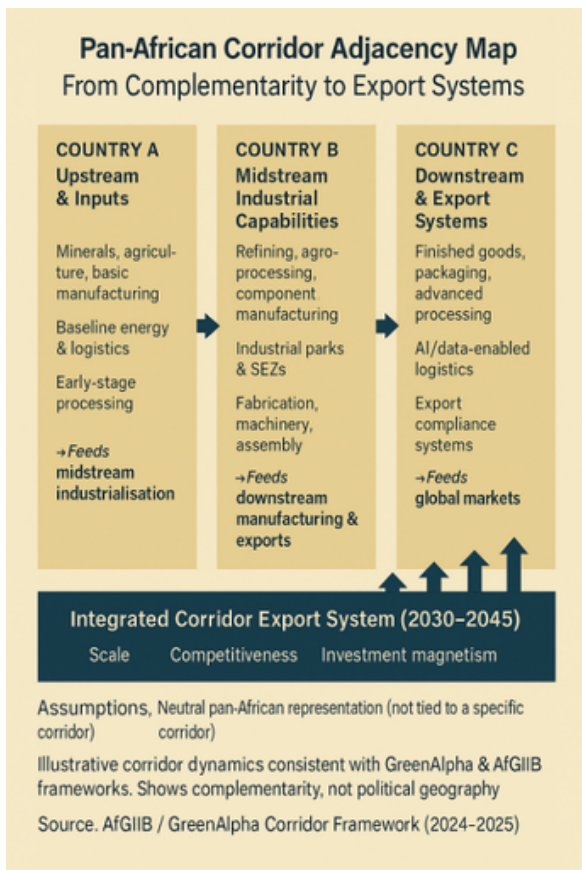 Pan-African Corridor Adjacency Map
From Complementarity to Export Systems
COUNTRY A
Upstream
& Inputs
Minerals, agricul-
ture, basic
manufacturing
Baseline energy
& logistics
Early-stage
processing
→Feeds
midstream
industrialisation
COUNTRY B
Midstream
Industrial
Capabilities
Refining, agro-
processing,
component
manufacturing
Industrial parks
& SEZs
Fabrication,
machinery,
assembly
→Feeds
downstream
manufacturing &
exports
COUNTRY C
Downstream
& Export
Systems
Finished goods,
packaging,
advanced
processing
AI/data-enabled
logistics
Export
compliance
systems
→Feeds
global markets
Integrated Corridor Export System (2030–2045)
Scale Competitiveness Investment magnetism
Assumptions, Neutral pan-African representation (not tied to a specific
corridor) corridor)
Illustrative corridor dynamics consistent with GreenAlpha & AfGIIB
frameworks. Shows complementarity, not political geography
Source. AfGIIB / GreenAlpha Corridor Framework (2024–2025)